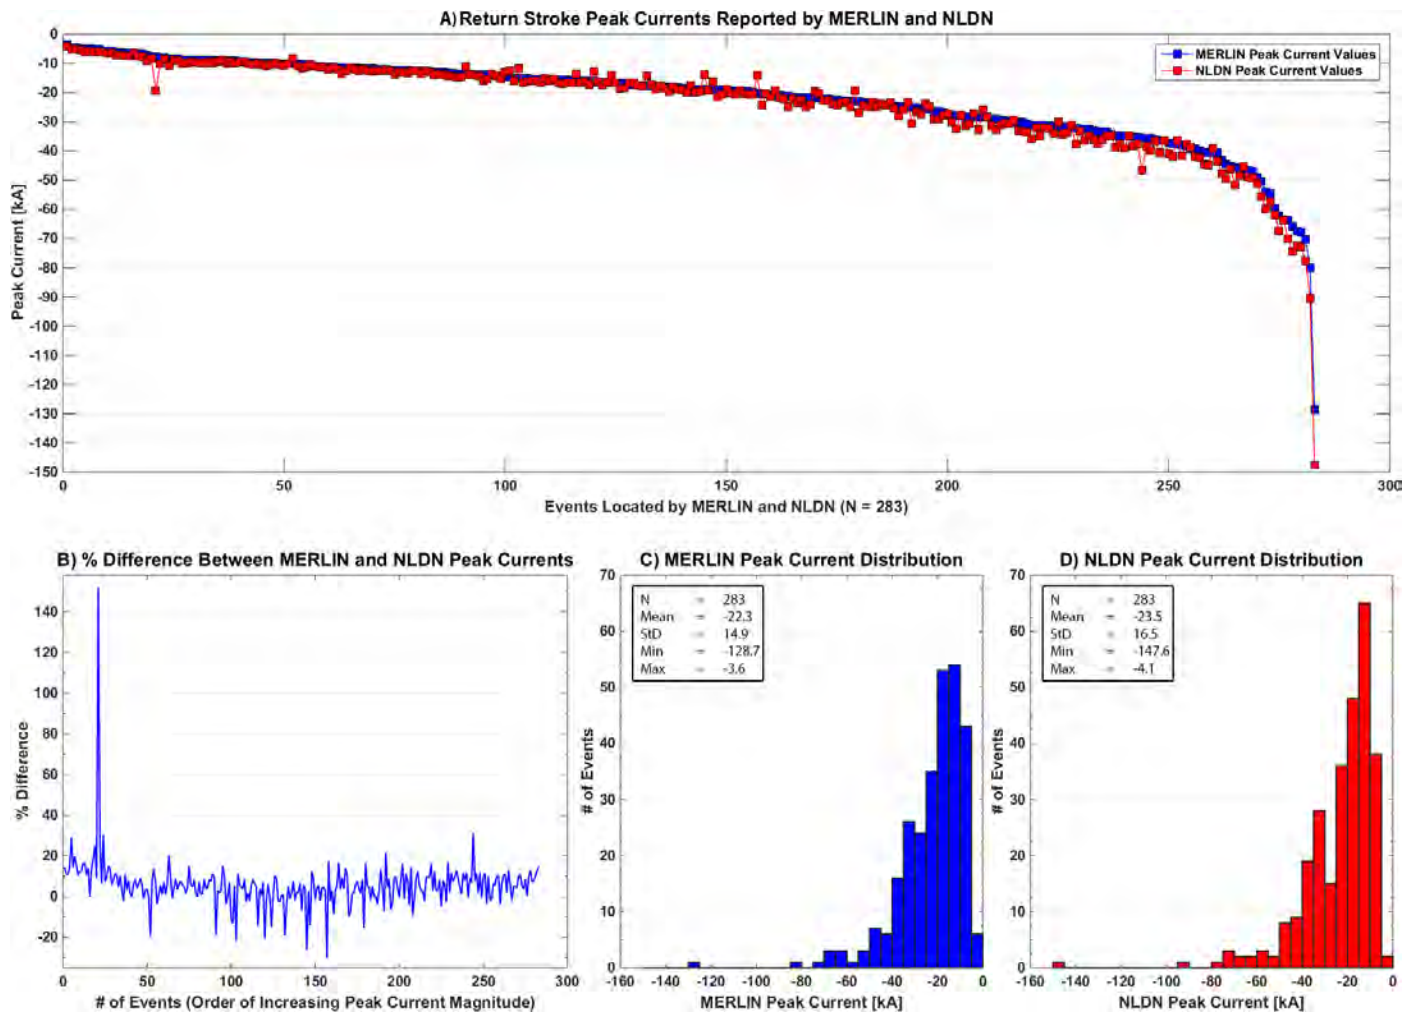 A) Return Stroke Peak Currents Reported by MERLIN and NLDN
MERLIN Peak Current Values
NLDN Peak Current Values
Peak Current [kA]
0
-10
-20
-30
-40
-50
-60
-70
-80
-90
-100
-110
-120
-130
-140
-150
0 50 100 150 200 250 300
Events Located by MERLIN and NLDN (N = 283)
B) % Difference Between MERLIN and NLDN Peak Currents
% Difference
140
120
100
80
60
40
20
0
-20
0 50 100 150 200 250 300
# of Events (Order of Increasing Peak Current Magnitude)
C) MERLIN Peak Current Distribution
N = 283
Mean = -22.3
StD = 14.9
Min = -128.7
Max = -3.6
# of Events
70
60
50
40
30
20
10
0
-160 -140 -120 -100 -80 -60 -40 -20 0
MERLIN Peak Current [kA]
D) NLDN Peak Current Distribution
N = 283
Mean = -23.5
StD = 16.5
Min = -147.6
Max = -4.1
# of Events
70
60
50
40
30
20
10
0
-160 -140 -120 -100 -80 -60 -40 -20 0
NLDN Peak Current [kA]